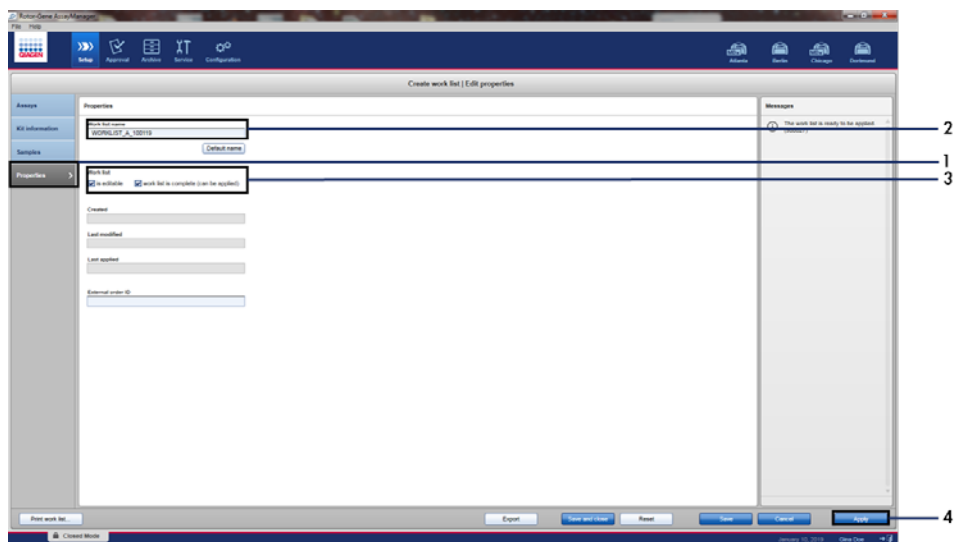 Rotor-Gene AssayManager
File Help
QIAGEN
Setup Approval Archive Service Configuration
Atlanta Berlin Chicago Dortmund
Create work list | Edit properties
Assays
Kit information
Samples
Properties
Properties
Work list name
WORKLIST_A_100119
Default name
Work list
is editable work list is complete (can be applied)
Created
Last modified
Last applied
External order ID
Messages
The work list is ready to be applied.
2
1
3
4
Print work list...
Export Save and close Reset Save Cancel Apply
Closed Mode
January 10, 2019